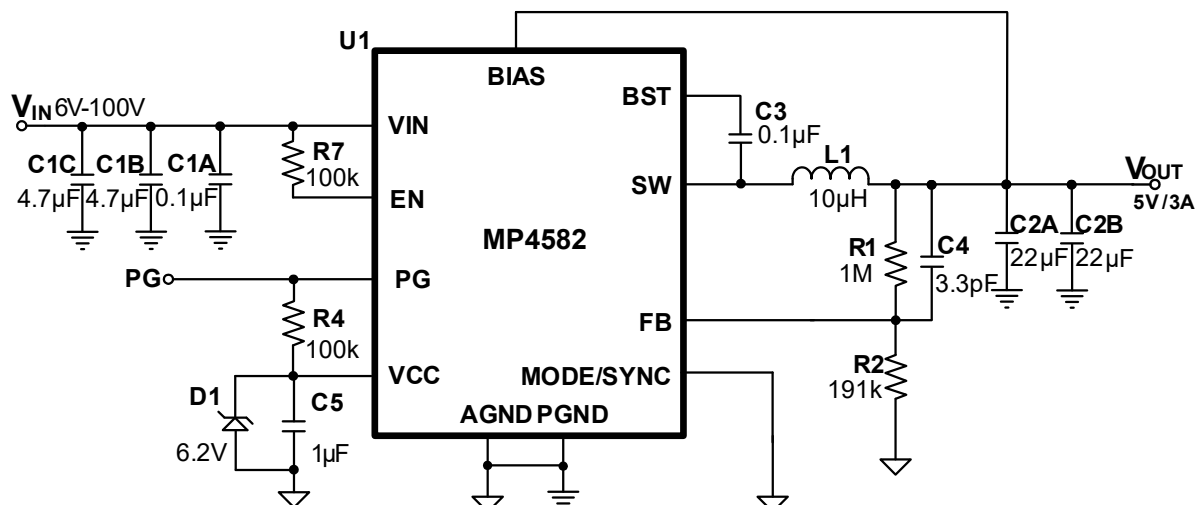 U1
BIAS
BST
C3
0.1µF
VIN 6V-100V
VIN
C1C
C1B
C1A
4.7µF
4.7µF
0.1µF
R7
100k
EN
SW
L1
10µH
VOUT
5V/3A
MP4582
R1
1M
C4
3.3pF
C2A
C2B
22µF
22µF
PG
PG
R4
100k
FB
R2
191k
VCC
MODE/SYNC
D1
6.2V
C5
1µF
AGND PGND